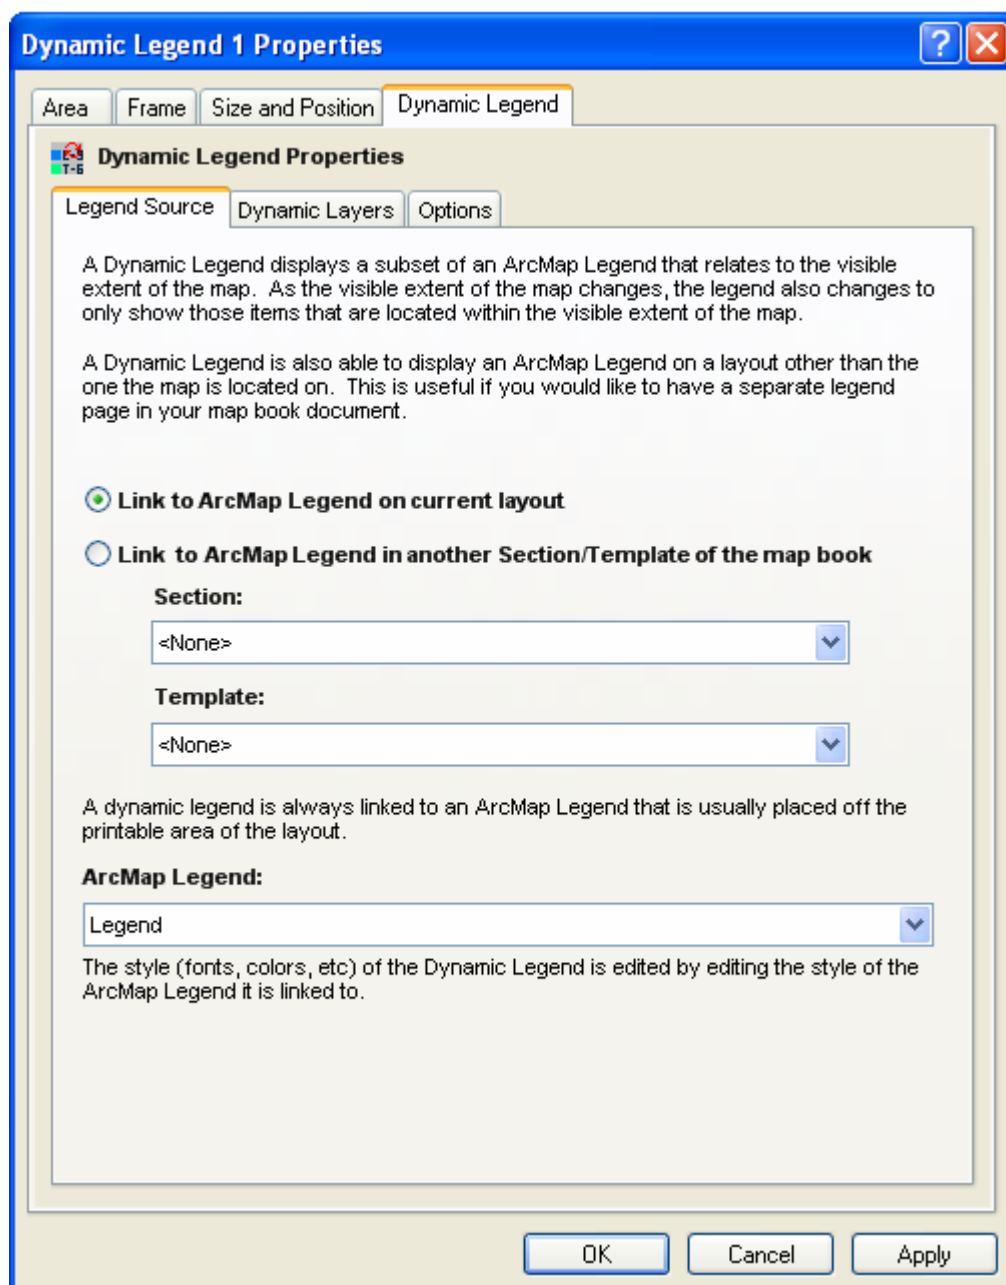 Dynamic Legend 1 Properties
Area Frame Size and Position Dynamic Legend
T-Б Dynamic Legend Properties
Legend Source Dynamic Layers Options
A Dynamic Legend displays a subset of an ArcMap Legend that relates to the visible
extent of the map. As the visible extent of the map changes, the legend also changes to
only show those items that are located within the visible extent of the map.
A Dynamic Legend is also able to display an ArcMap Legend on a layout other than the
one the map is located on. This is useful if you would like to have a separate legend
page in your map book document.
Link to ArcMap Legend on current layout
Link to ArcMap Legend in another Section/Template of the map book
Section:
<None>
Template:
<None>
A dynamic legend is always linked to an ArcMap Legend that is usually placed off the
printable area of the layout.
ArcMap Legend:
Legend
The style (fonts, colors, etc) of the Dynamic Legend is edited by editing the style of the
ArcMap Legend it is linked to.
OK Cancel Apply